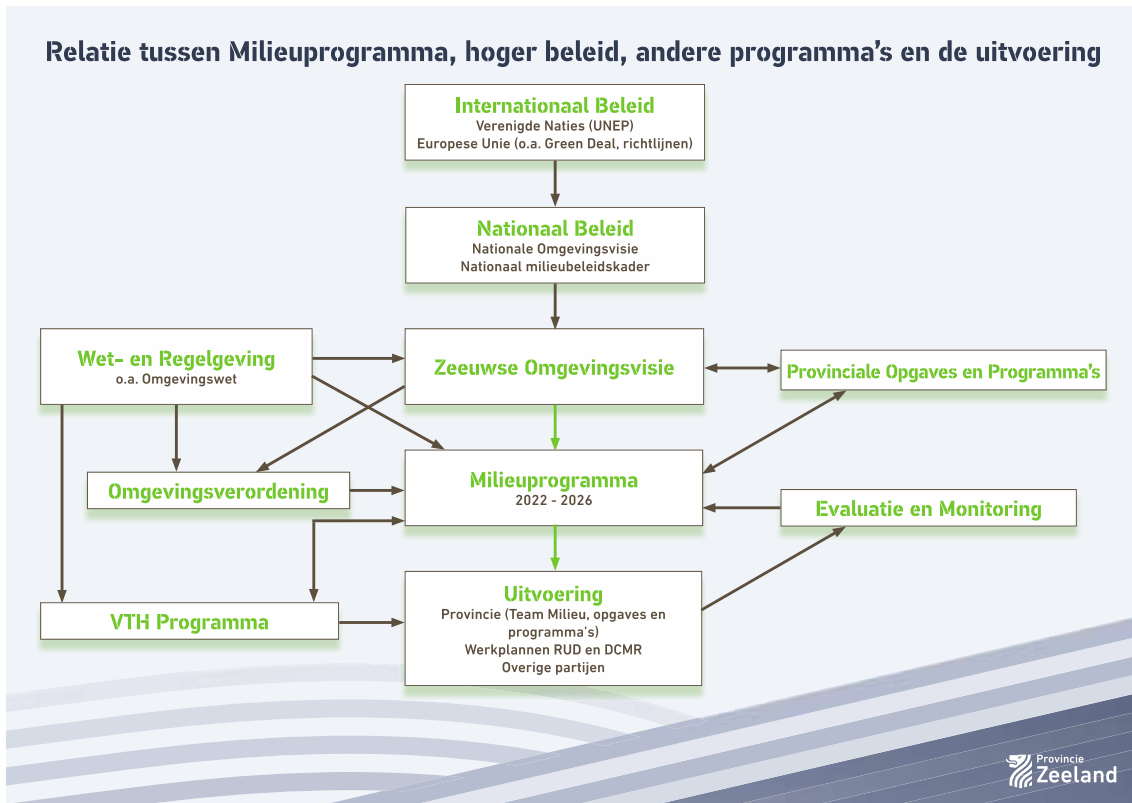 Relatie tussen Milieuprogramma, hoger beleid, andere programma's en de uitvoering
Internationaal Beleid
Verenigde Naties (UNEP)
Europese Unie (o.a. Green Deal, richtlijnen)
Nationaal Beleid
Nationale Omgevingsvisie
Nationaal milieubeleidskader
Wet- en Regelgeving
o.a. Omgevingswet
Zeeuwse Omgevingsvisie
Provinciale Opgaves en Programma's
Omgevingsverordening
Milieuprogramma
2022 - 2026
Evaluatie en Monitoring
VTH Programma
Uitvoering
Provincie (Team Milieu, opgaves en
programma's)
Werkplannen RUD en DCMR
Overige partijen
Provincie
Zeeland